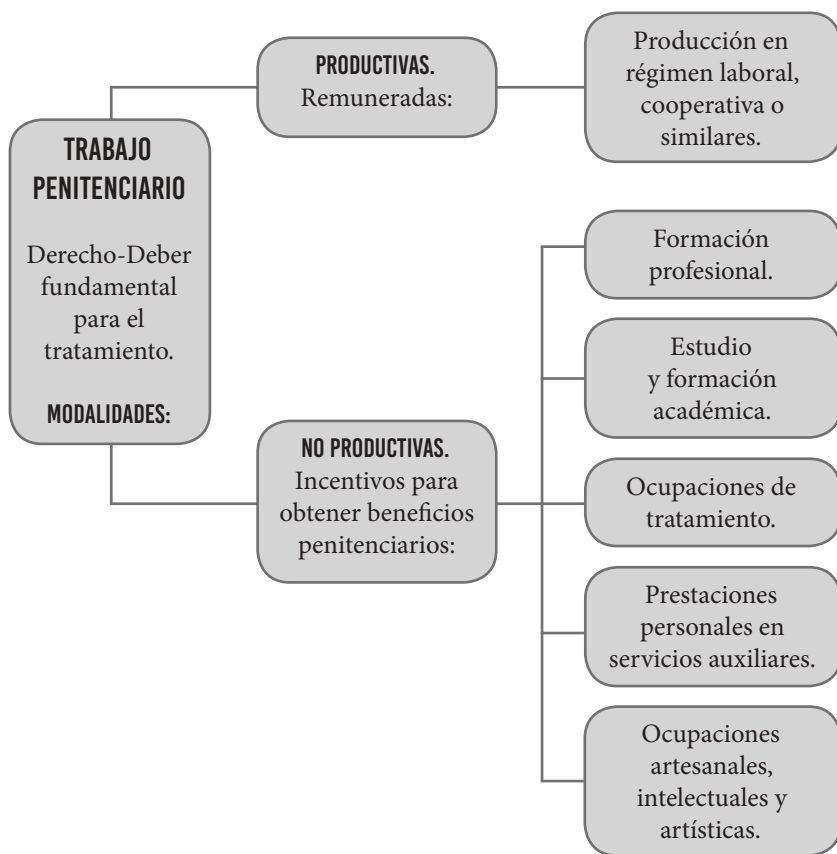 TRABAJO
PENITENCIARIO
Derecho-Deber
fundamental
para el
tratamiento.
MODALIDADES:
PRODUCTIVAS.
Remuneradas:
Producción en
régimen laboral,
cooperativa o
similares.
NO PRODUCTIVAS.
Incentivos para
obtener beneficios
penitenciarios:
Formación
profesional.
Estudio
y formación
académica.
Ocupaciones de
tratamiento.
Prestaciones
personales en
servicios auxiliares.
Ocupaciones
artesanales,
intelectuales y
artísticas.